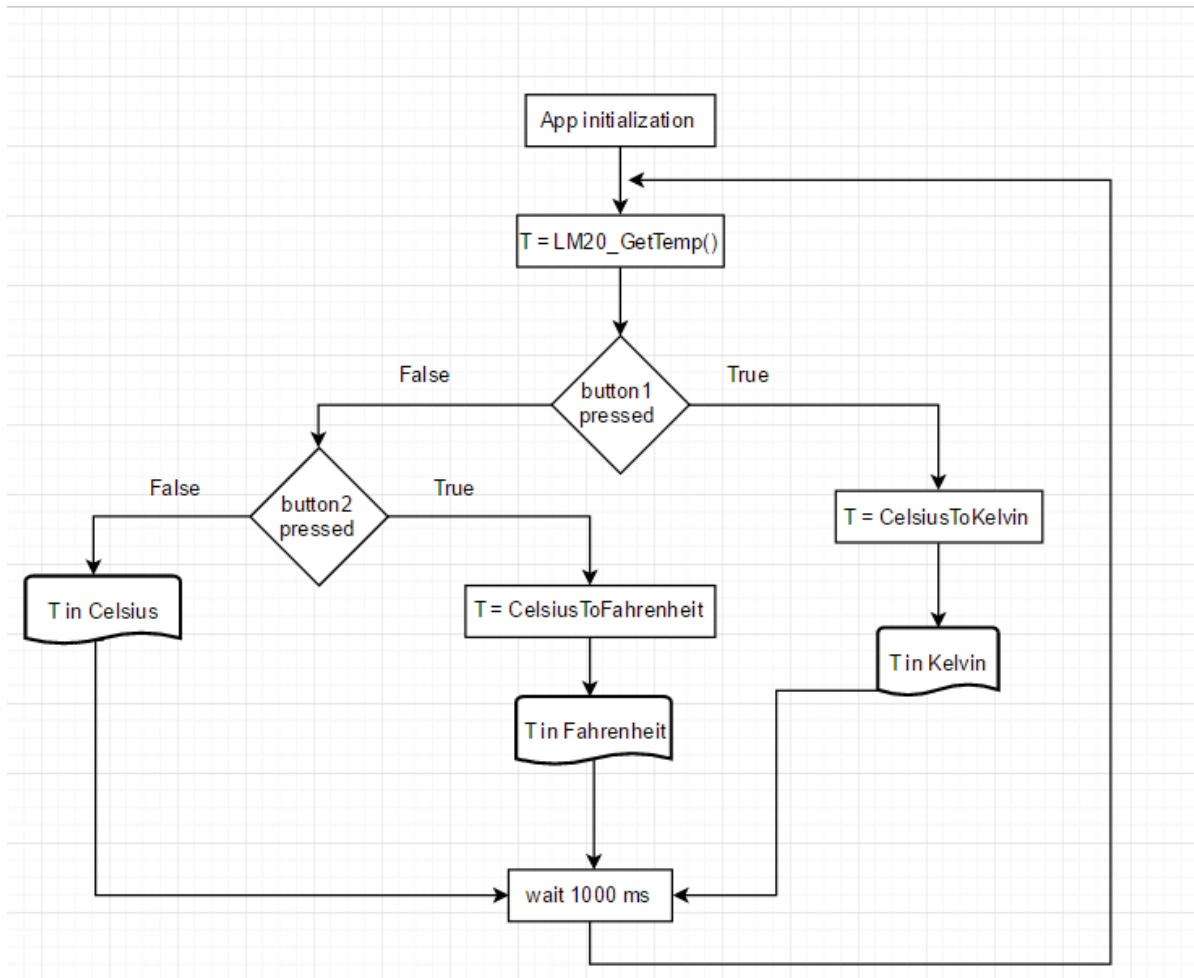 App initialization
T = LM20_GetTemp()
False
True
button1
pressed
False
True
button2
pressed
T = CelsiusToKelvin
T in Celsius
T = CelsiusToFahrenheit
T in Kelvin
T in Fahrenheit
wait 1000 ms